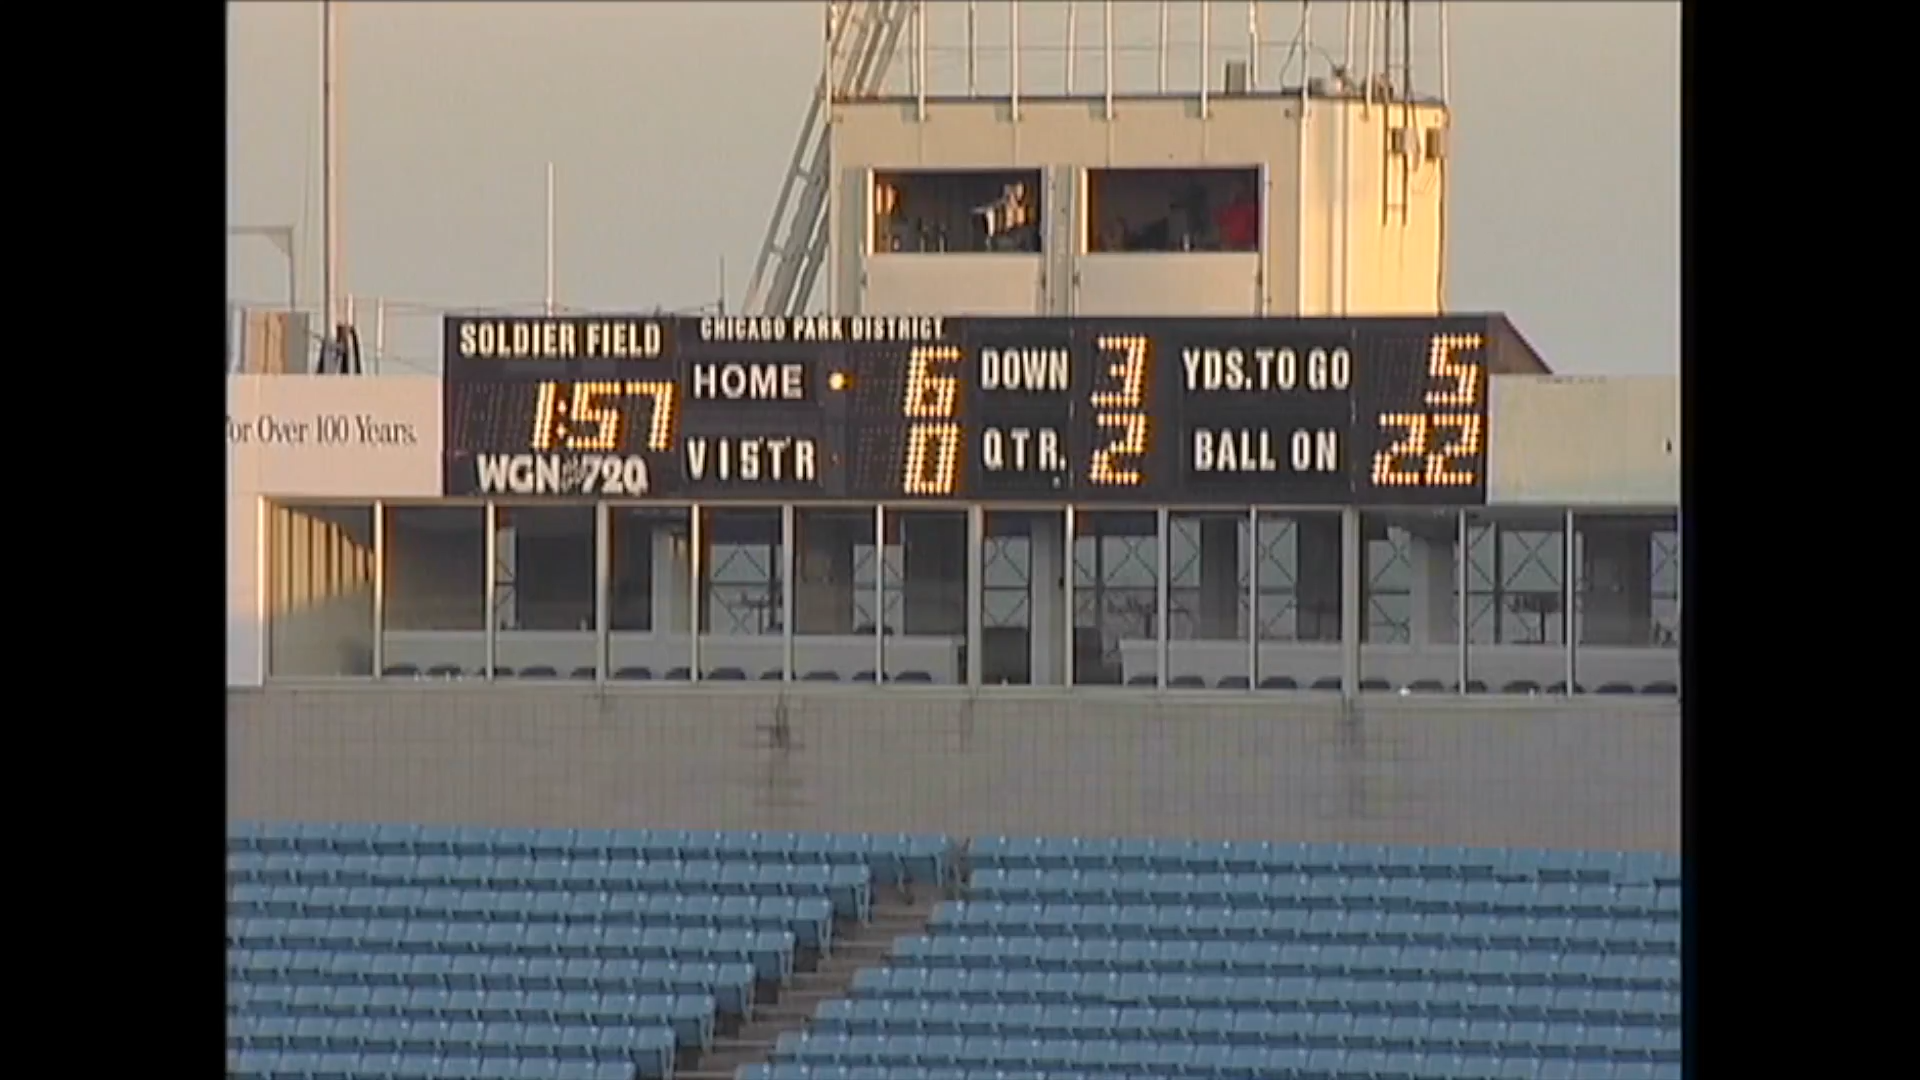 SOLDIER FIELD
CHICAGO PARK DISTRICT
HOME 6 DOWN 3 YDS.TO GO 5
1:57
VISTR 0 QTR. 2 BALL ON 22
WGN 720
for Over 100 Years.